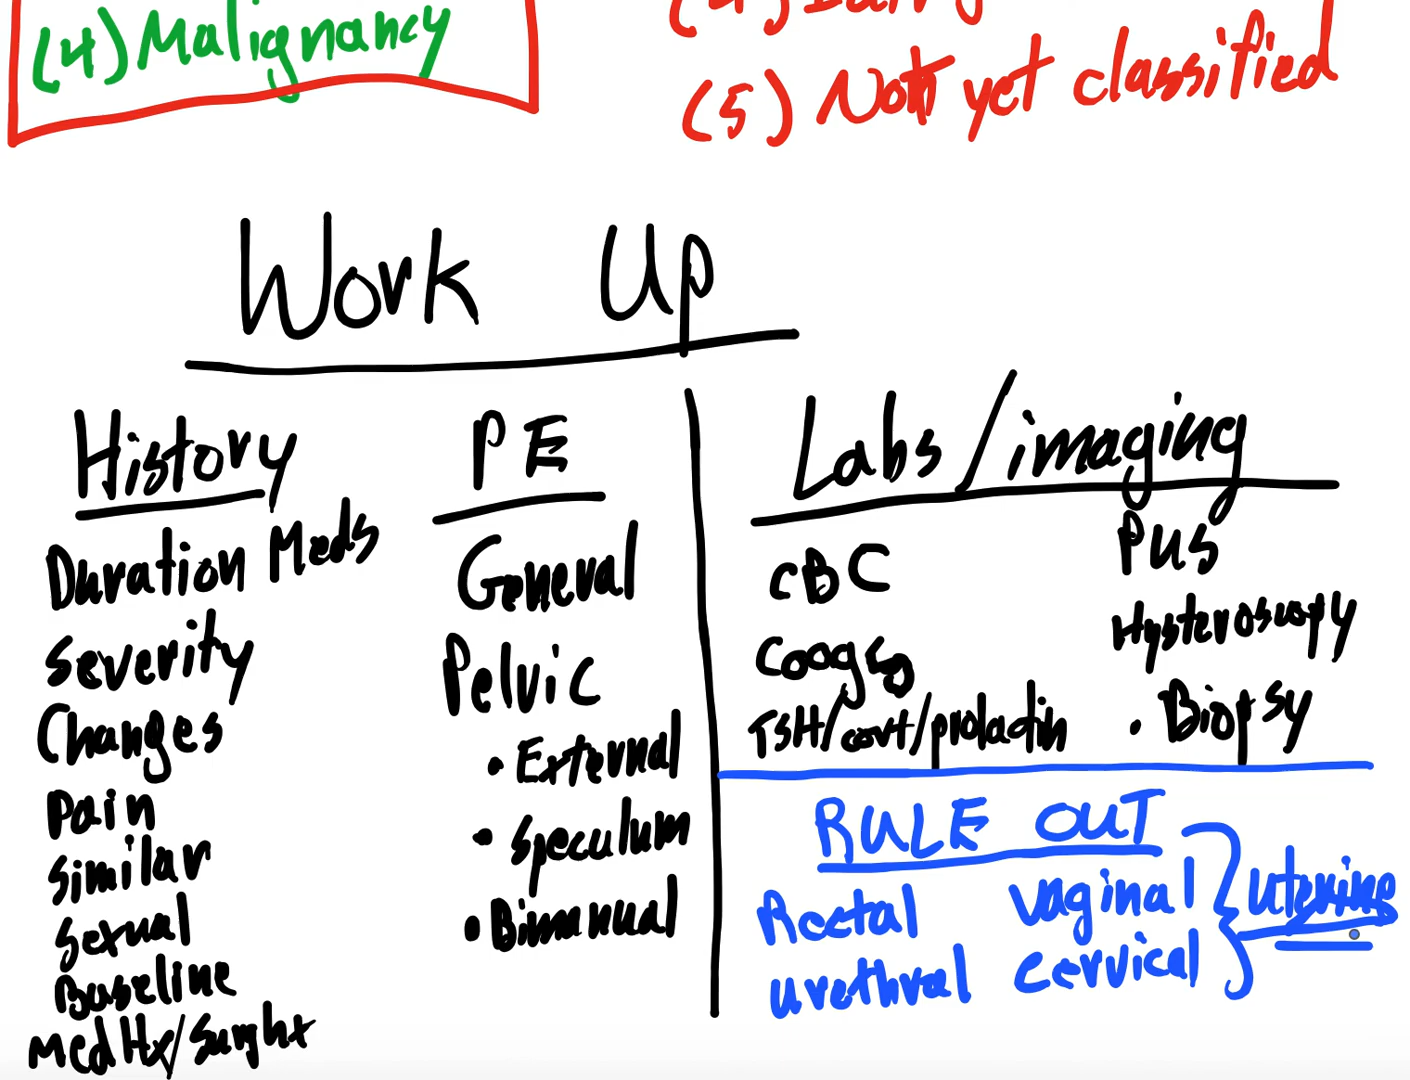 (4) Malignancy
(5) Not yet classified
Work Up
History
Duration Meds
Severity
Changes
Pain
Similar
Sexual
Baseline
Med Hx/Surg hx
PE
General
Pelvic
• External
• Speculum
• Bimanual
Labs/imaging
CBC
Coags
TSH/cort/prolactin
PUS
Hysteroscopy
• Biopsy
RULE OUT
Rectal vaginal
urethral cervical
uterine